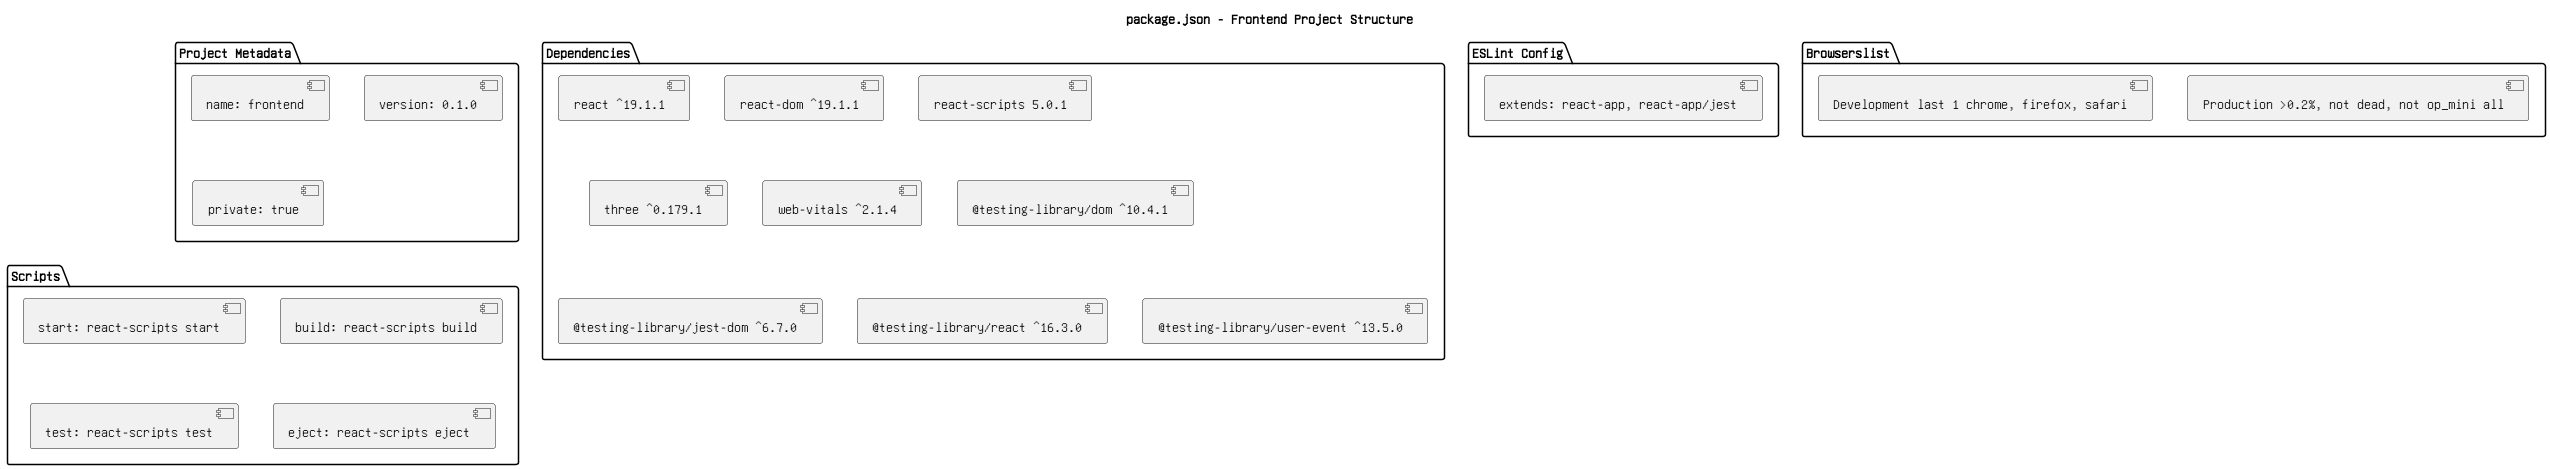 package.json - Frontend Project Structure
Project Metadata
name: frontend
version: 0.1.0
private: true
Dependencies
react ^19.1.1
react-dom ^19.1.1
react-scripts 5.0.1
three ^0.179.1
web-vitals ^2.1.4
@testing-library/dom ^10.4.1
@testing-library/jest-dom ^6.7.0
@testing-library/react ^16.3.0
@testing-library/user-event ^13.5.0
ESLint Config
extends: react-app, react-app/jest
Browserslist
Development last 1 chrome, firefox, safari
Production >0.2%, not dead, not op_mini all
Scripts
start: react-scripts start
build: react-scripts build
test: react-scripts test
eject: react-scripts eject